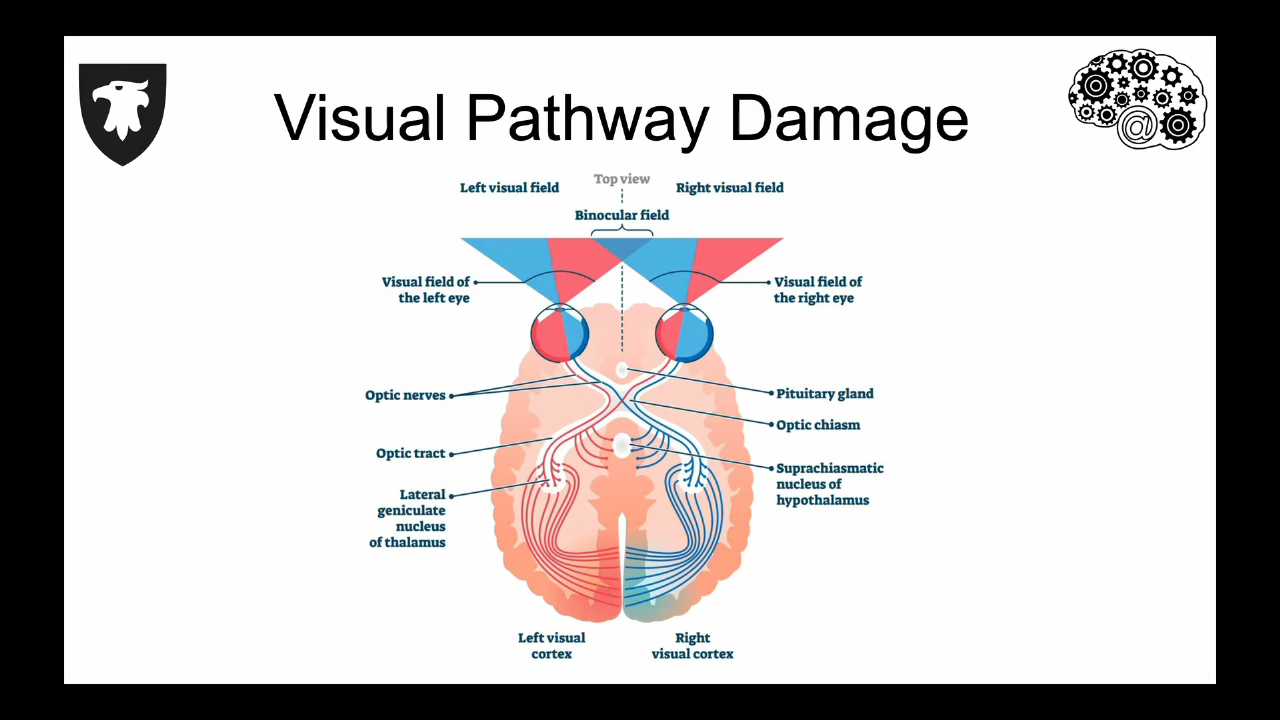 Visual Pathway Damage
@
Top view
Left visual field
Right visual field
Binocular field
Visual field of
the left eye
Visual field of
the right eye
Optic nerves
Pituitary gland
Optic chiasm
Optic tract
Suprachiasmatic
nucleus of
hypothalamus
Lateral
geniculate
nucleus
of thalamus
Left visual
cortex
Right
visual cortex